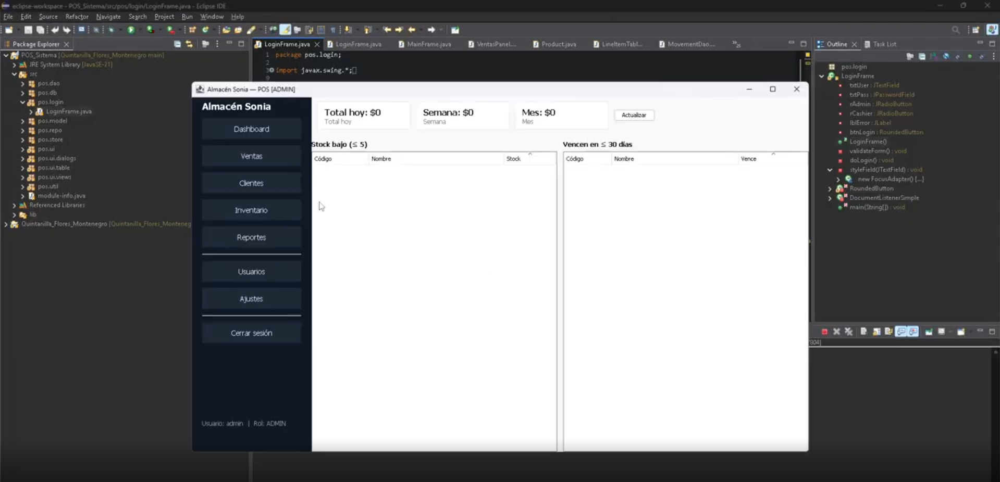 eclipse-workspace - POS_Sistema/src/pos/login/LoginFrame.java - Eclipse IDE
File Edit Source Refactor Navigate Search Project Run Window Help
Package Explorer
POS_Sistema [Quintanilla_Flores_Montenegro main]
JRE System Library [JavaSE-21]
src
pos.dao
pos.db
pos.login
LoginFrame.java
pos.model
pos.repo
pos.store
pos.ui
pos.ui.dialogs
pos.ui.table
pos.ui.views
pos.util
module-info.java
Referenced Libraries
lib
Quintanilla_Flores_Montenegro [Quintanilla_Flores_Monteneg
LoginFrame.java LoginFrame.java MainFrame.java VentasPanel.... Product.java LineItemTabl... MovementDao.... »25
1 package pos.login;
2
3 import javax.swing.*;
9
Almacén Sonia — POS [ADMIN]
Almacén Sonia
Dashboard
Ventas
Clientes
Inventario
Reportes
Usuarios
Ajustes
Cerrar sesión
Usuario: admin | Rol: ADMIN
Total hoy: $0
Total hoy
Semana: $0
Semana
Mes: $0
Mes
Actualizar
Stock bajo (≤ 5)
Código Nombre Stock
Vencen en ≤ 30 días
Código Nombre Vence
Outline Task List
pos.login
LoginFrame
txtUser : JTextField
txtPass : JPasswordField
rAdmin : JRadioButton
rCashier : JRadioButton
lblError : JLabel
btnLogin : RoundedButton
LoginFrame()
validateForm() : void
doLogin() : void
styleField(JTextField) : void
new FocusAdapter() {...}
RoundedButton
DocumentListenerSimple
main(String[]) : void
804]